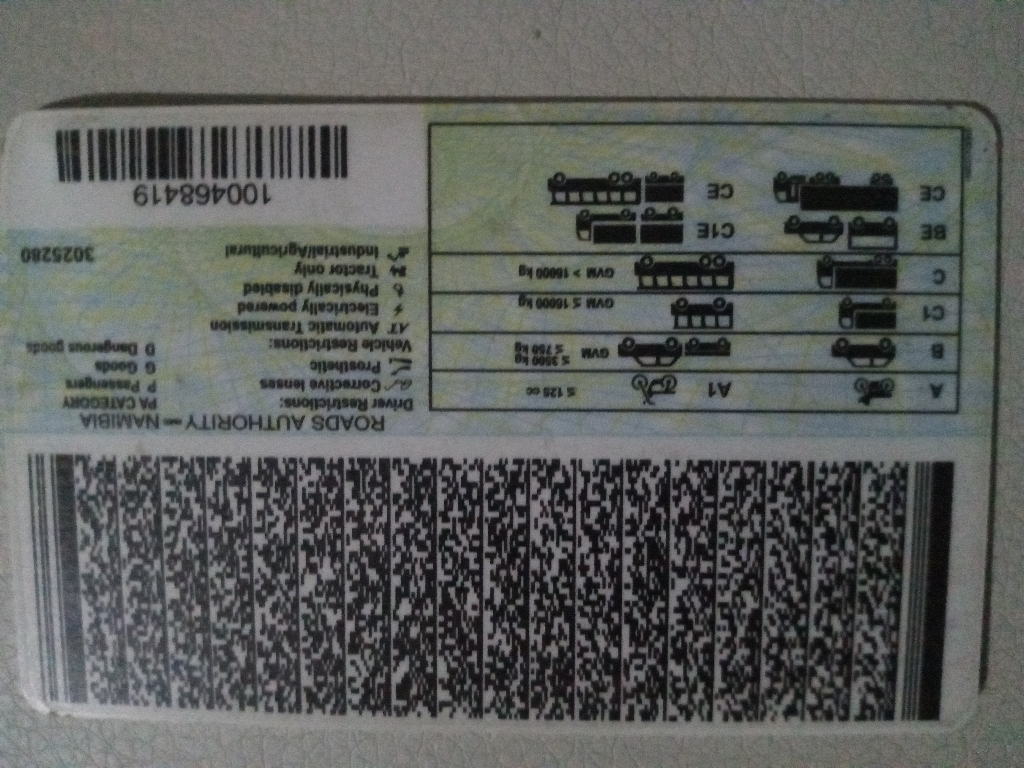 ROADS AUTHORITY — NAMIBIA
Driver Restrictions:
Corrective lenses
Prosthetic
Vehicle Restrictions:
AT Automatic Transmission
Electrically powered
Physically disabled
Tractor only
Industrial/Agricultural
PA CATEGORY
P Passengers
G Goods
D Dangerous goods
3025280
100468419
A A1 ≤ 125 cc
B GVM ≤ 750 kg ≤ 3500 kg
C1 GVM ≤ 16000 kg
C GVM > 16000 kg
BE C1E
CE CE